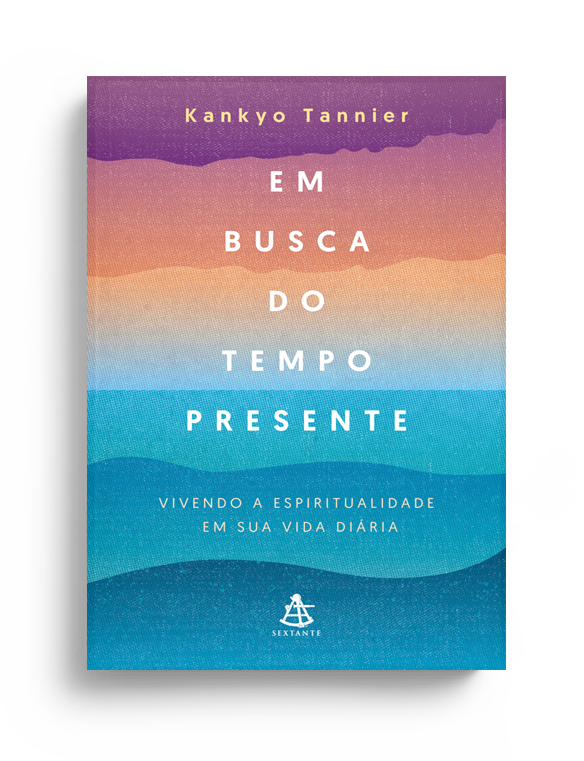 Kankyo Tannier
EM
BUSCA
DO
TEMPO
PRESENTE
VIVENDO A ESPIRITUALIDADE
EM SUA VIDA DIÁRIA
SEXTANTE